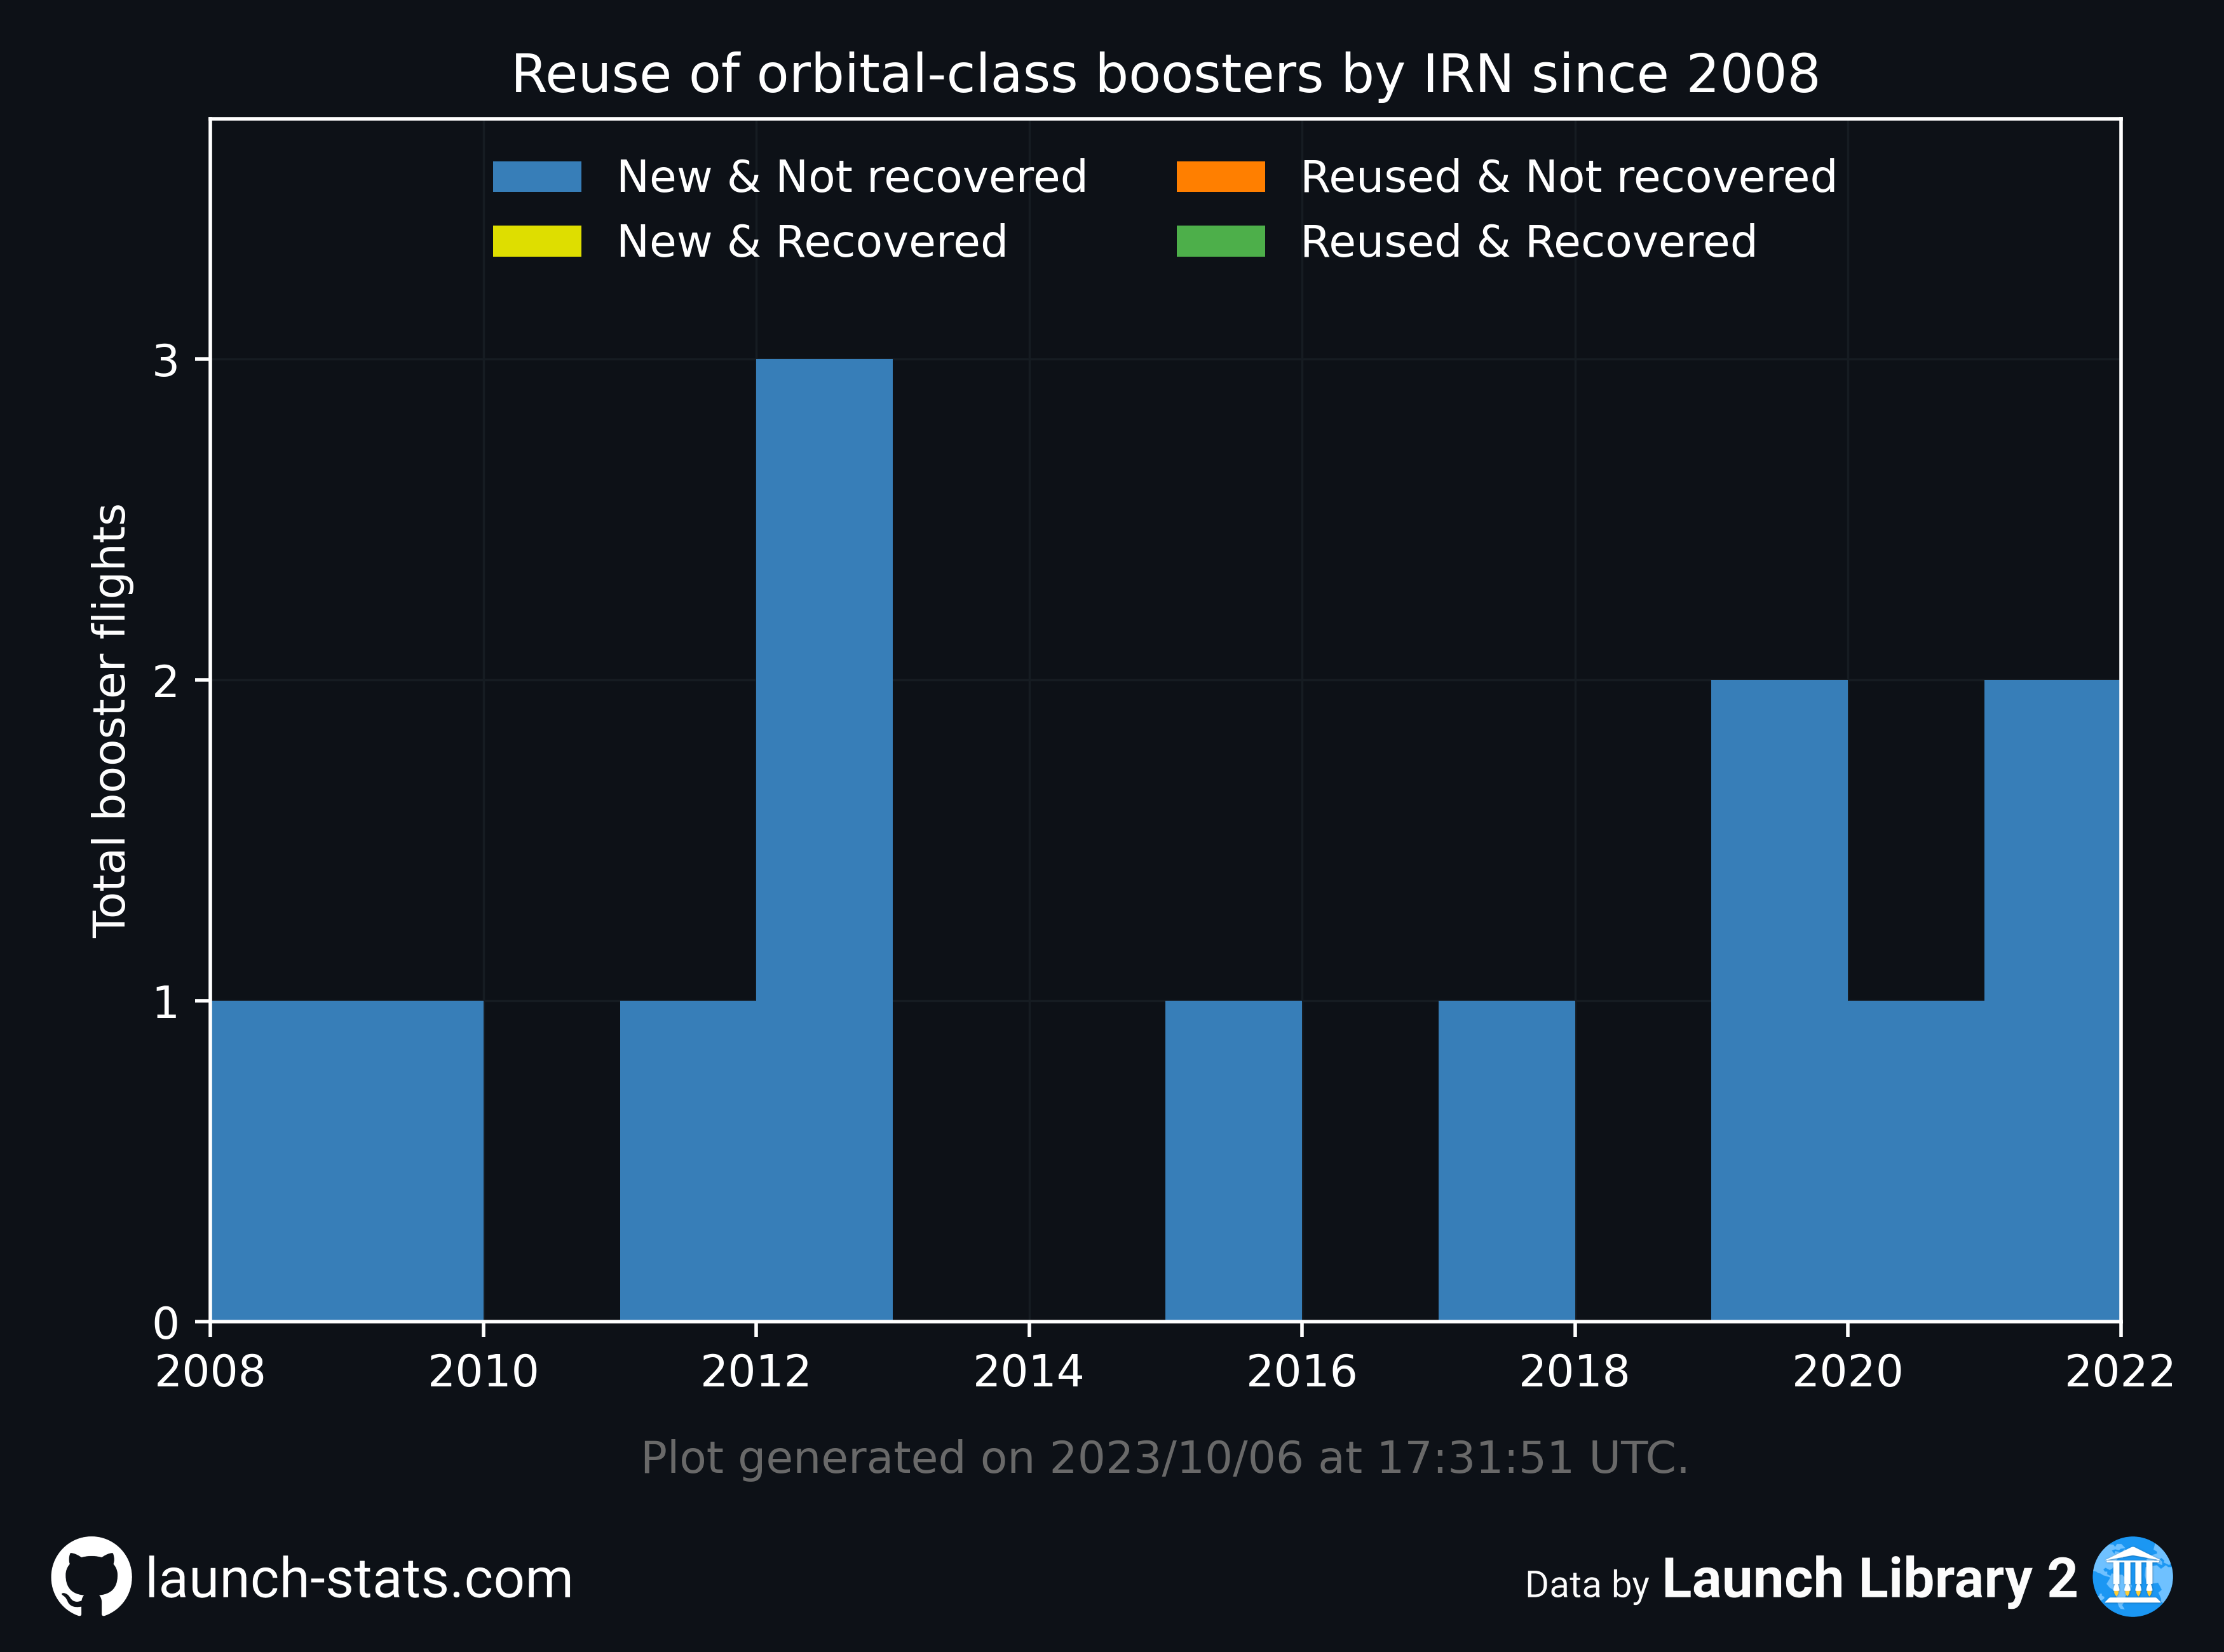 Reuse of orbital-class boosters by IRN since 2008
New & Not recovered
Reused & Not recovered
New & Recovered
Reused & Recovered
Total booster flights
3
2
1
0
2008 2010 2012 2014 2016 2018 2020 2022
Plot generated on 2023/10/06 at 17:31:51 UTC.
launch-stats.com
Data by Launch Library 2